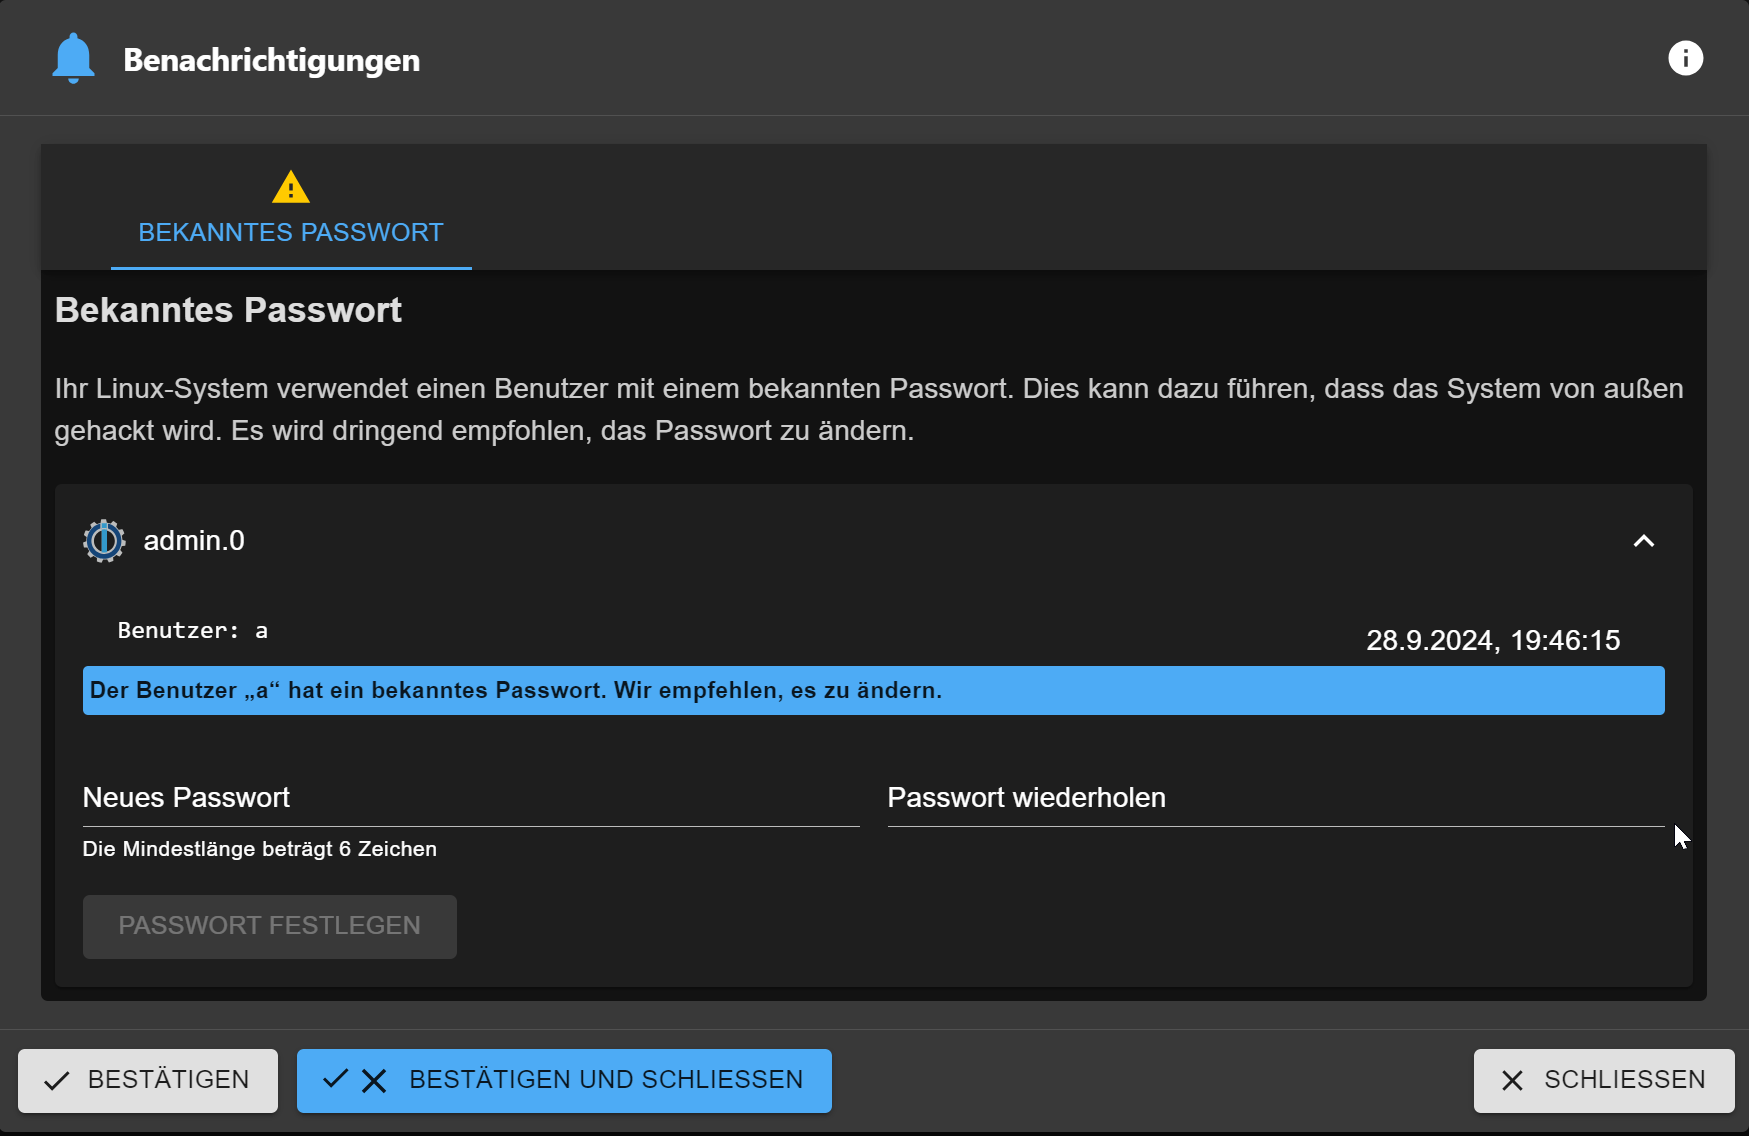 Benachrichtigungen
BEKANNTES PASSWORT
Bekanntes Passwort
Ihr Linux-System verwendet einen Benutzer mit einem bekannten Passwort. Dies kann dazu führen, dass das System von außen
gehackt wird. Es wird dringend empfohlen, das Passwort zu ändern.
admin.0
Benutzer: a
28.9.2024, 19:46:15
Der Benutzer „a“ hat ein bekanntes Passwort. Wir empfehlen, es zu ändern.
Neues Passwort
Passwort wiederholen
Die Mindestlänge beträgt 6 Zeichen
PASSWORT FESTLEGEN
BESTÄTIGEN
BESTÄTIGEN UND SCHLIESSEN
SCHLIESSEN